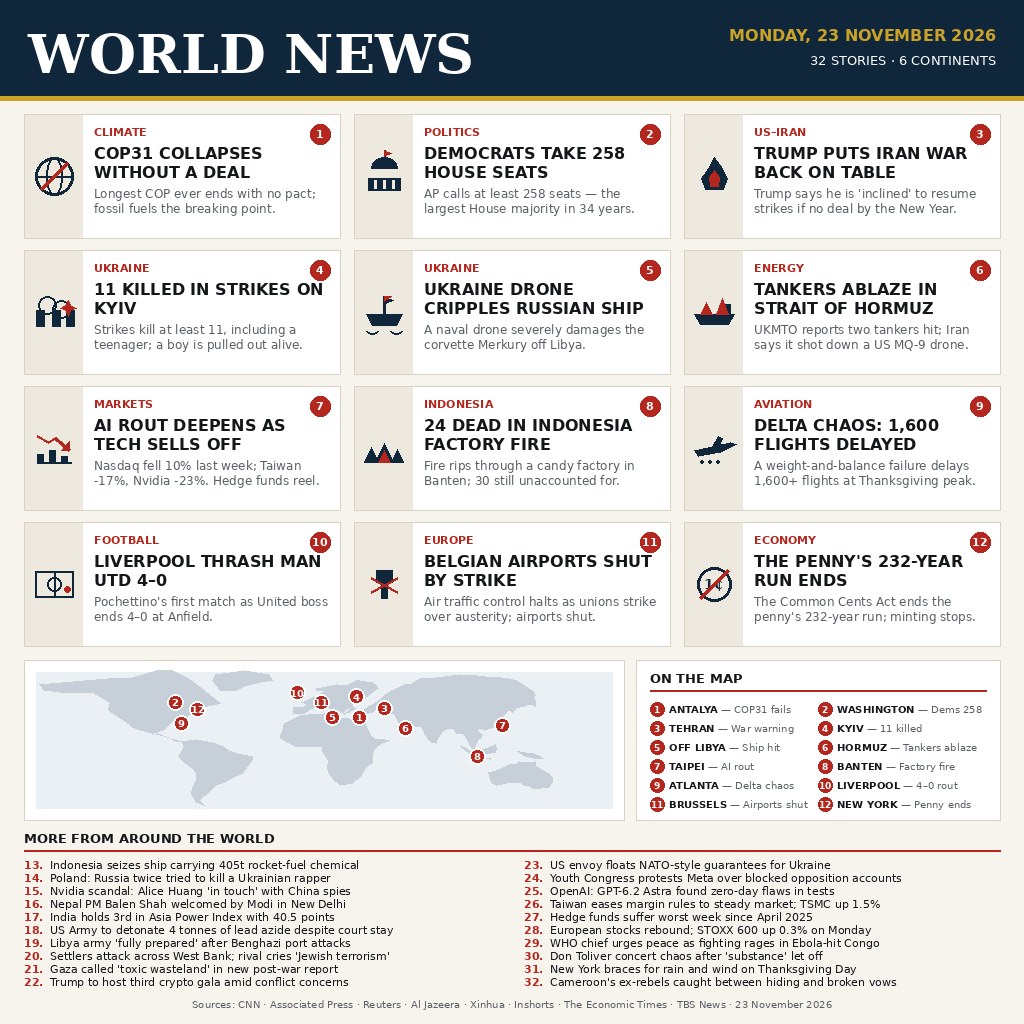 WORLD NEWS
MONDAY, 23 NOVEMBER 2026
32 STORIES · 6 CONTINENTS
CLIMATE
1
COP31 COLLAPSES
WITHOUT A DEAL
Longest COP ever ends with no pact;
fossil fuels the breaking point.
POLITICS
2
DEMOCRATS TAKE 258
HOUSE SEATS
AP calls at least 258 seats — the
largest House majority in 34 years.
US–IRAN
3
TRUMP PUTS IRAN WAR
BACK ON TABLE
Trump says he is 'inclined' to resume
strikes if no deal by the New Year.
UKRAINE
4
11 KILLED IN STRIKES ON
KYIV
Strikes kill at least 11, including a
teenager; a boy is pulled out alive.
UKRAINE
5
UKRAINE DRONE
CRIPPLES RUSSIAN SHIP
A naval drone severely damages the
corvette Merkury off Libya.
ENERGY
6
TANKERS ABLAZE IN
STRAIT OF HORMUZ
UKMTO reports two tankers hit; Iran
says it shot down a US MQ-9 drone.
MARKETS
7
AI ROUT DEEPENS AS
TECH SELLS OFF
Nasdaq fell 10% last week; Taiwan
-17%, Nvidia -23%. Hedge funds reel.
INDONESIA
8
24 DEAD IN INDONESIA
FACTORY FIRE
Fire rips through a candy factory in
Banten; 30 still unaccounted for.
AVIATION
9
DELTA CHAOS: 1,600
FLIGHTS DELAYED
A weight-and-balance failure delays
1,600+ flights at Thanksgiving peak.
FOOTBALL
10
LIVERPOOL THRASH MAN
UTD 4–0
Pochettino's first match as United boss
ends 4–0 at Anfield.
EUROPE
11
BELGIAN AIRPORTS SHUT
BY STRIKE
Air traffic control halts as unions strike
over austerity; airports shut.
ECONOMY
12
1¢
THE PENNY'S 232-YEAR
RUN ENDS
The Common Cents Act ends the
penny's 232-year run; minting stops.
10
2
12
9
11
4
5
1
3
6
7
8
ON THE MAP
1 ANTALYA — COP31 fails
2 WASHINGTON — Dems 258
3 TEHRAN — War warning
4 KYIV — 11 killed
5 OFF LIBYA — Ship hit
6 HORMUZ — Tankers ablaze
7 TAIPEI — AI rout
8 BANTEN — Factory fire
9 ATLANTA — Delta chaos
10 LIVERPOOL — 4–0 rout
11 BRUSSELS — Airports shut
12 NEW YORK — Penny ends
MORE FROM AROUND THE WORLD
13. Indonesia seizes ship carrying 405t rocket-fuel chemical
14. Poland: Russia twice tried to kill a Ukrainian rapper
15. Nvidia scandal: Alice Huang 'in touch' with China spies
16. Nepal PM Balen Shah welcomed by Modi in New Delhi
17. India holds 3rd in Asia Power Index with 40.5 points
18. US Army to detonate 4 tonnes of lead azide despite court stay
19. Libya army 'fully prepared' after Benghazi port attacks
20. Settlers attack across West Bank; rival cries 'Jewish terrorism'
21. Gaza called 'toxic wasteland' in new post-war report
22. Trump to host third crypto gala amid conflict concerns
23. US envoy floats NATO-style guarantees for Ukraine
24. Youth Congress protests Meta over blocked opposition accounts
25. OpenAI: GPT-6.2 Astra found zero-day flaws in tests
26. Taiwan eases margin rules to steady market; TSMC up 1.5%
27. Hedge funds suffer worst week since April 2025
28. European stocks rebound; STOXX 600 up 0.3% on Monday
29. WHO chief urges peace as fighting rages in Ebola-hit Congo
30. Don Toliver concert chaos after 'substance' let off
31. New York braces for rain and wind on Thanksgiving Day
32. Cameroon's ex-rebels caught between hiding and broken vows
Sources: CNN · Associated Press · Reuters · Al Jazeera · Xinhua · Inshorts · The Economic Times · TBS News · 23 November 2026